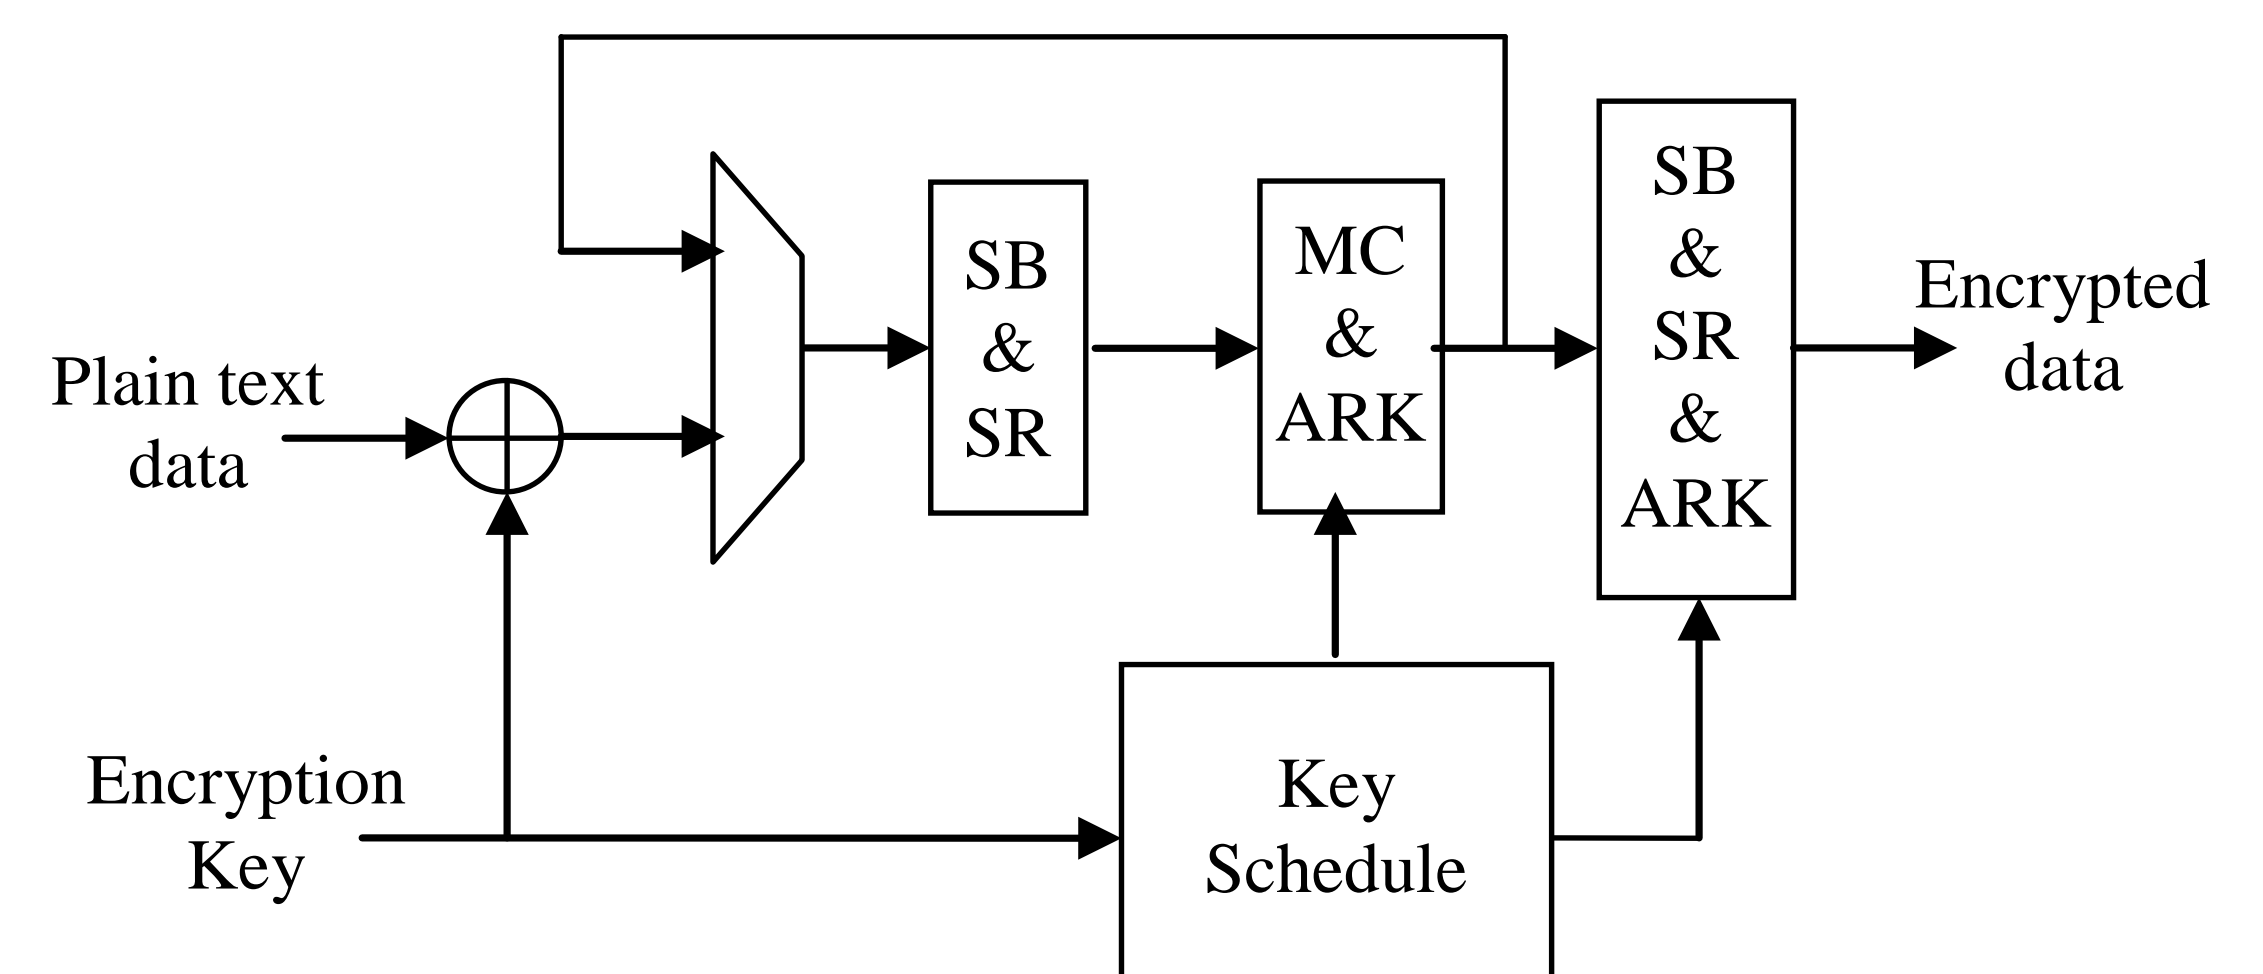 Plain text
data
Encryption
Key
SB
&
SR
MC
&
ARK
SB
&
SR
&
ARK
Encrypted
data
Key
Schedule